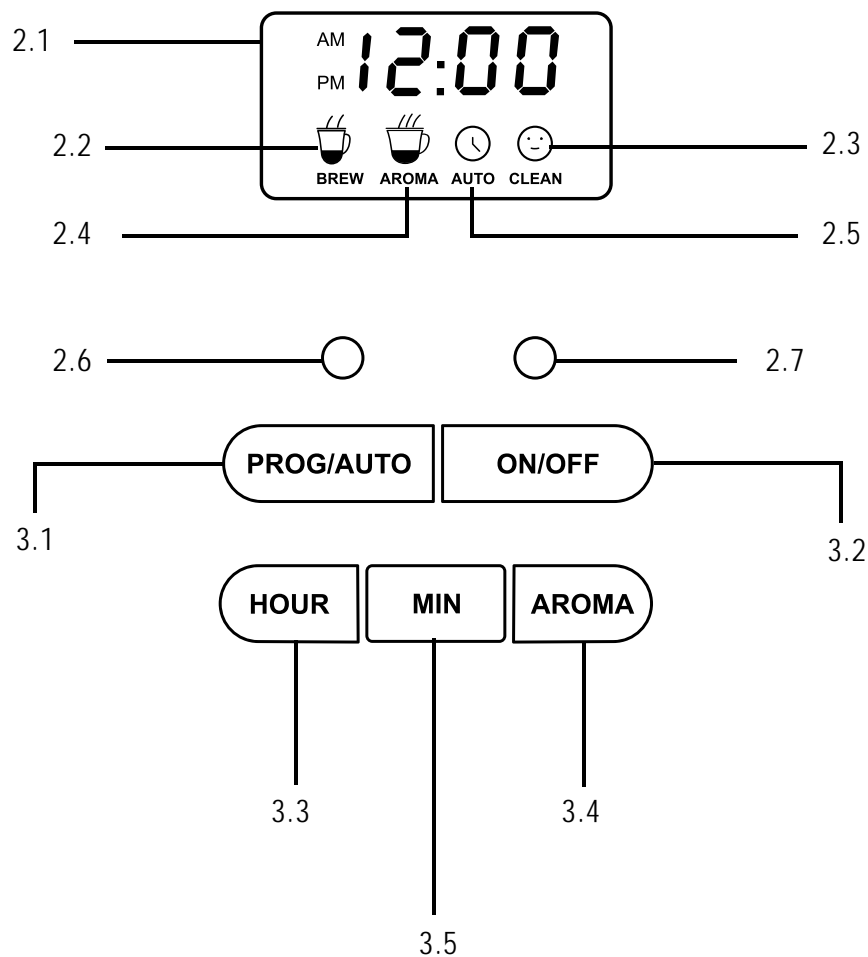 2.1
AM
12:00
PM
2.2
2.3
BREW AROMA AUTO CLEAN
2.4
2.5
2.6
2.7
PROG/AUTO ON/OFF
3.1
3.2
HOUR MIN AROMA
3.3
3.4
3.5